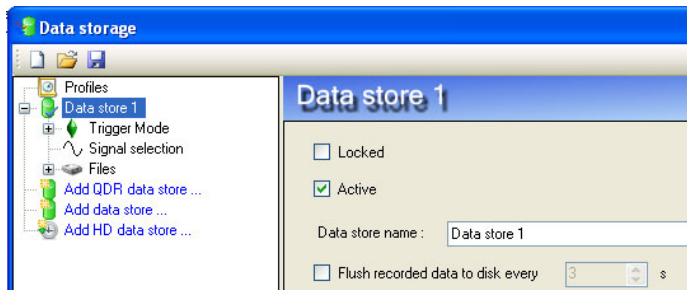 Data storage
Profiles
Data store 1
Trigger Mode
Signal selection
Files
Add QDR data store ...
Add data store ...
Add HD data store ...
Data store 1
Locked
Active
Data store name : Data store 1
Flush recorded data to disk every 3 s